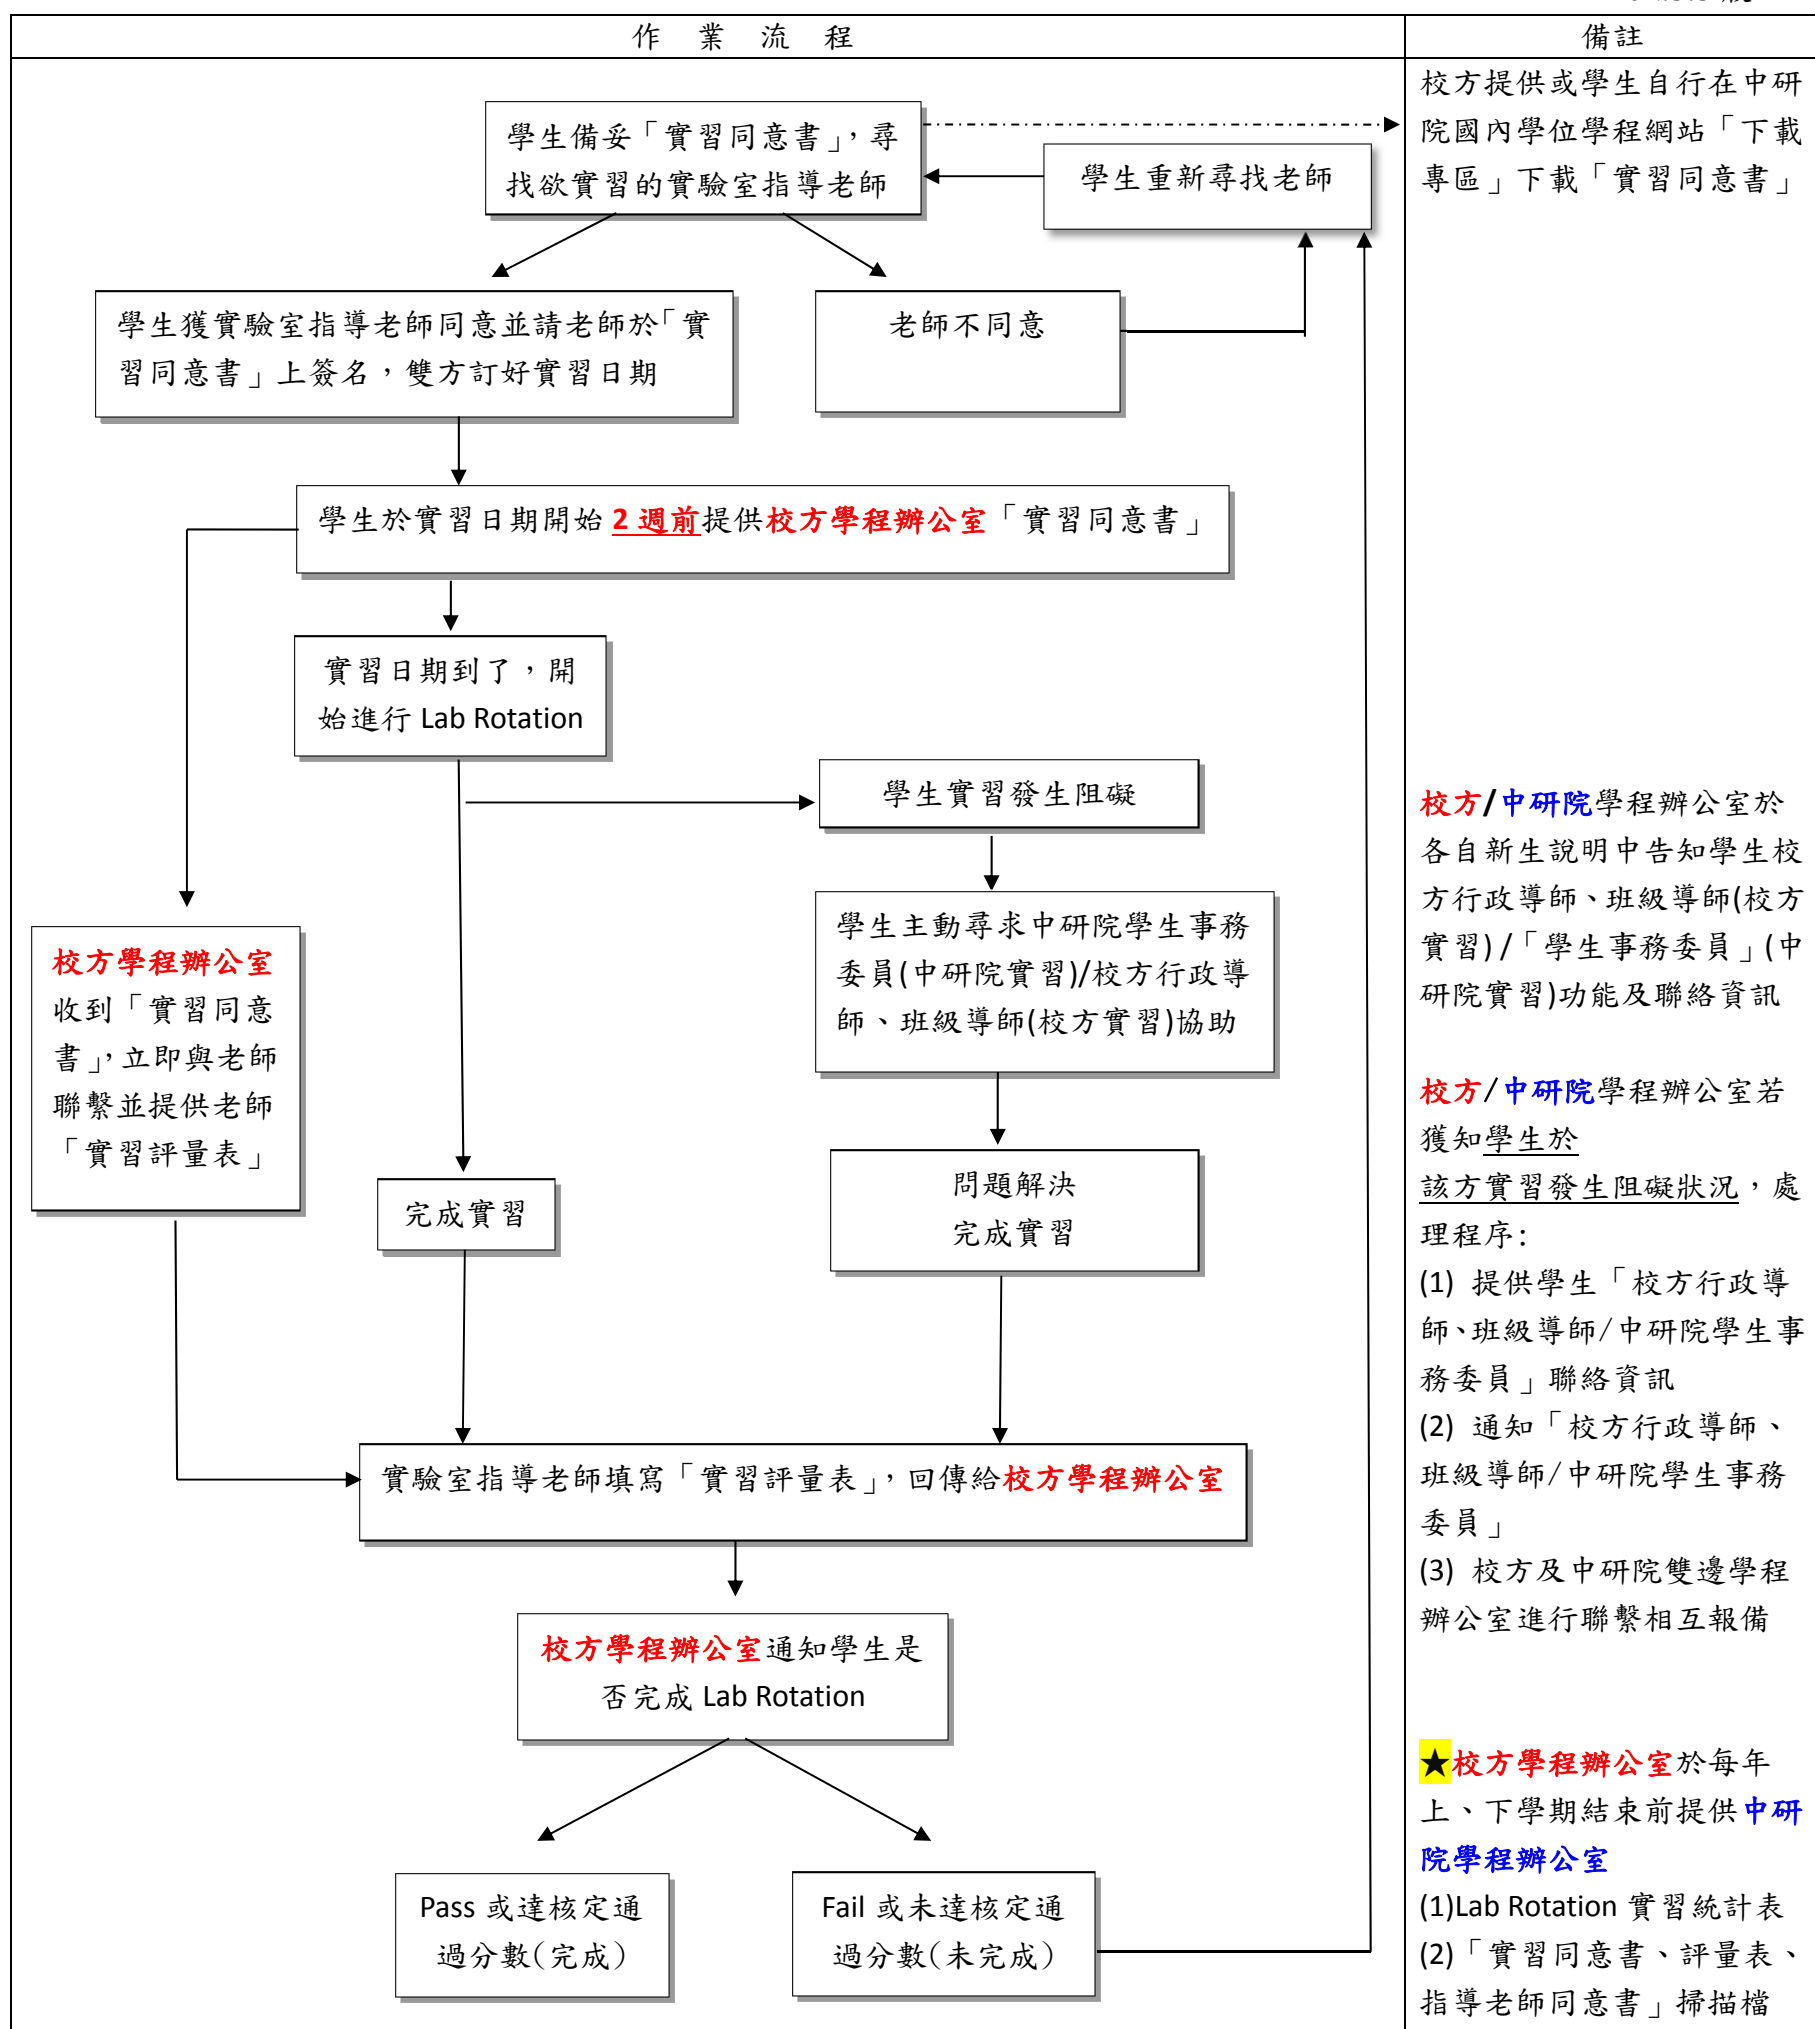 作業流程
備註
學生備妥「實習同意書」，尋
找欲實習的實驗室指導老師
學生重新尋找老師
校方提供或學生自行在中研
院國內學位學程網站「下載
專區」下載「實習同意書」
學生獲實驗室指導老師同意並請老師於「實
習同意書」上簽名，雙方訂好實習日期
老師不同意
學生於實習日期開始 2 週前提供校方學程辦公室「實習同意書」
實習日期到了，開
始進行 Lab Rotation
學生實習發生阻礙
校方/中研院學程辦公室於
各自新生說明中告知學生校
方行政導師、班級導師(校方
實習)/「學生事務委員」(中
研院實習)功能及聯絡資訊
學生主動尋求中研院學生事務
委員(中研院實習)/校方行政導
師、班級導師(校方實習)協助
校方學程辦公室
收到「實習同意
書」，立即與老師
聯繫並提供老師
「實習評量表」
完成實習
問題解決
完成實習
校方/中研院學程辦公室若
獲知學生於
該方實習發生阻礙狀況，處
理程序:
(1) 提供學生「校方行政導
師、班級導師/中研院學生事
務委員」聯絡資訊
(2) 通知「校方行政導師、
班級導師/中研院學生事務
委員」
(3) 校方及中研院雙邊學程
辦公室進行聯繫相互報備
實驗室指導老師填寫「實習評量表」，回傳給校方學程辦公室
校方學程辦公室通知學生是
否完成 Lab Rotation
Pass 或達核定通
過分數(完成)
Fail 或未達核定通
過分數(未完成)
★校方學程辦公室於每年
上、下學期結束前提供中研
院學程辦公室
(1)Lab Rotation 實習統計表
(2)「實習同意書、評量表、
指導老師同意書」掃描檔